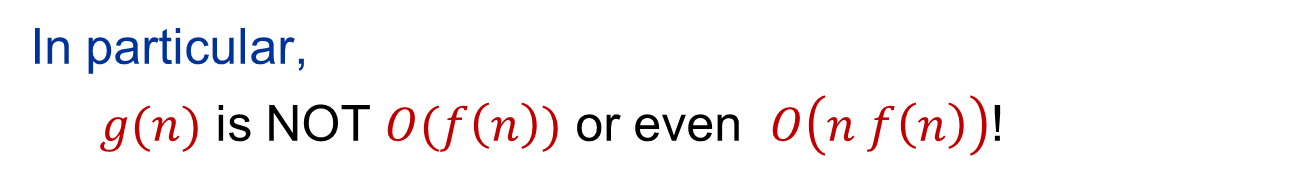 In particular,
g(n) is NOT O(f(n)) or even O(n f(n))!